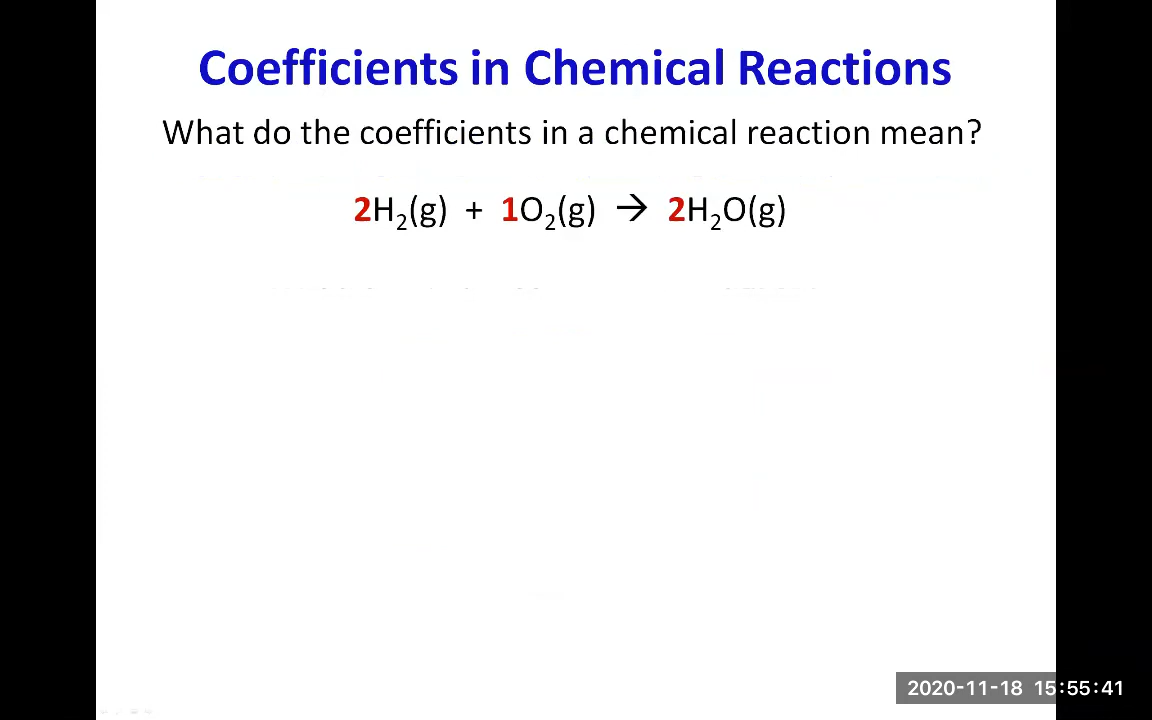 Coefficients in Chemical Reactions
What do the coefficients in a chemical reaction mean?
2H₂(g) + 1O₂(g) → 2H₂O(g)
2020-11-18 15:55:41